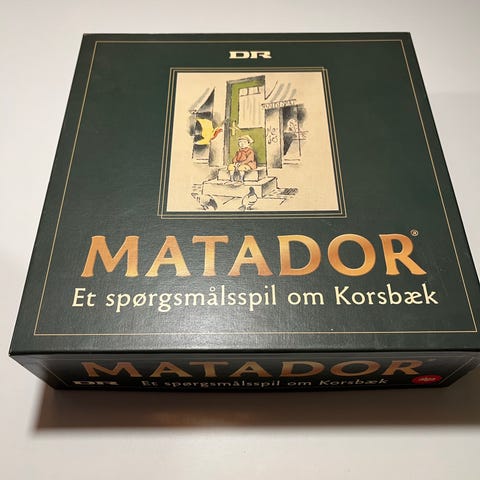 DR
MATADOR®
Et spørgsmålsspil om Korsbæk
MATADOR®
DR Et spørgsmålsspil om Korsbæk